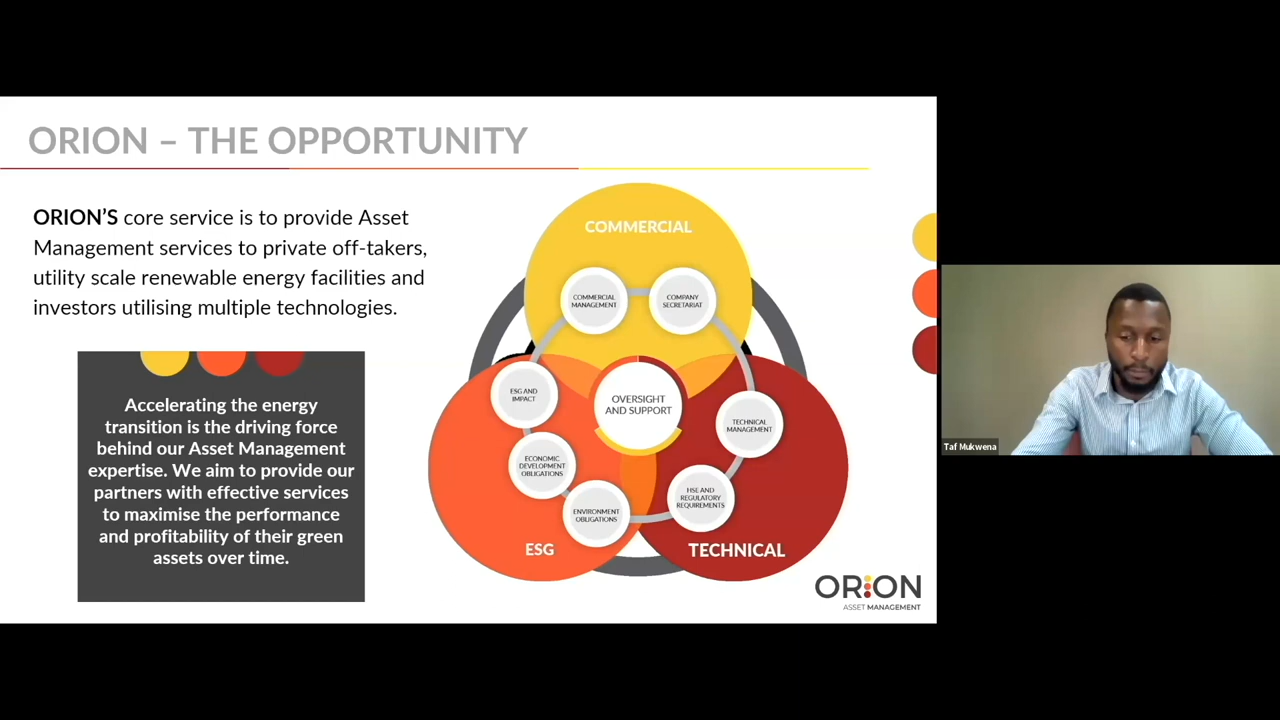 ORION – THE OPPORTUNITY
ORION’S core service is to provide Asset
Management services to private off-takers,
utility scale renewable energy facilities and
investors utilising multiple technologies.
Accelerating the energy
transition is the driving force
behind our Asset Management
expertise. We aim to provide our
partners with effective services
to maximise the performance
and profitability of their green
assets over time.
COMMERCIAL
COMMERCIAL
MANAGEMENT
COMPANY
SECRETARIAT
ESG AND
IMPACT
OVERSIGHT
AND SUPPORT
TECHNICAL
MANAGEMENT
ECONOMIC
DEVELOPMENT
OBLIGATIONS
HSE AND
REGULATORY
REQUIREMENTS
ENVIRONMENT
OBLIGATIONS
ESG
TECHNICAL
ORION
ASSET MANAGEMENT
Taf Mukwena